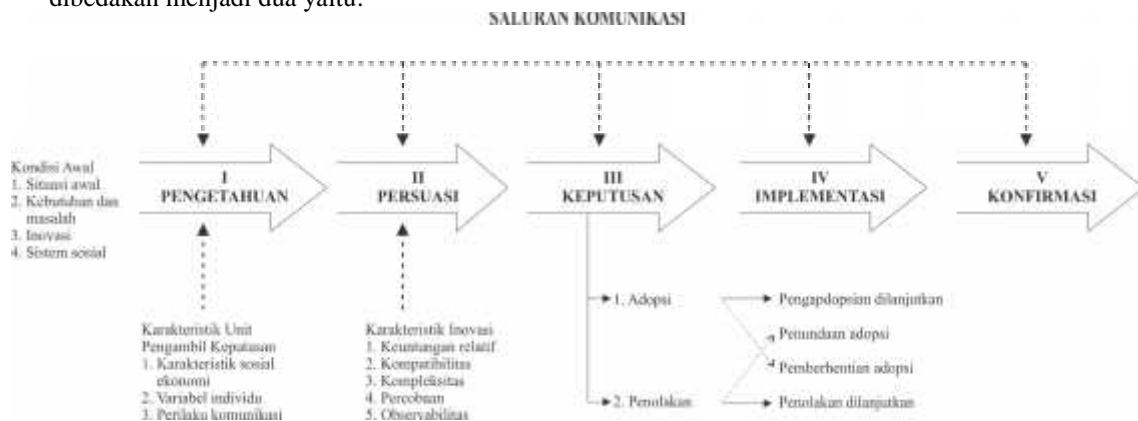 dibedakan menjadi dua yaitu:
SALURAN KOMUNIKASI
Kondisi Awal
1. Situasi awal
2. Kebutuhan dan
masalah
3. Inovasi
4. Sistem sosial
I
PENGETAHUAN
II
PERSUASI
III
KEPUTUSAN
IV
IMPLEMENTASI
V
KONFIRMASI
Karakteristik Unit
Pengambil Keputusan
1. Karakteristik sosial
ekonomi
2. Variabel individu
3. Perilaku komunikasi
Karakteristik Inovasi
1. Keuntungan relatif
2. Kompatibilitas
3. Kompleksitas
4. Percobaan
5. Observabilitas
1. Adopsi
2. Penolakan
Pengapdopsian dilanjutkan
Penundaan adopsi
Pemberhentian adopsi
Penolakan dilanjutkan